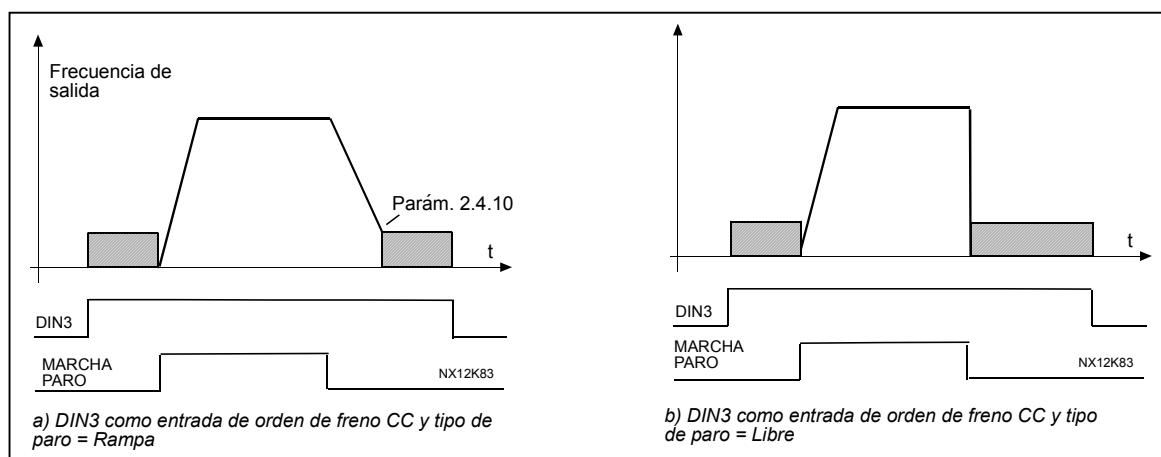 Frecuencia de
salida
Parám. 2.4.10
t
DIN3
MARCHA
PARO
NX12K83
a) DIN3 como entrada de orden de freno CC y tipo de
paro = Rampa
t
DIN3
MARCHA
PARO
NX12K83
b) DIN3 como entrada de orden de freno CC y tipo
de paro = Libre